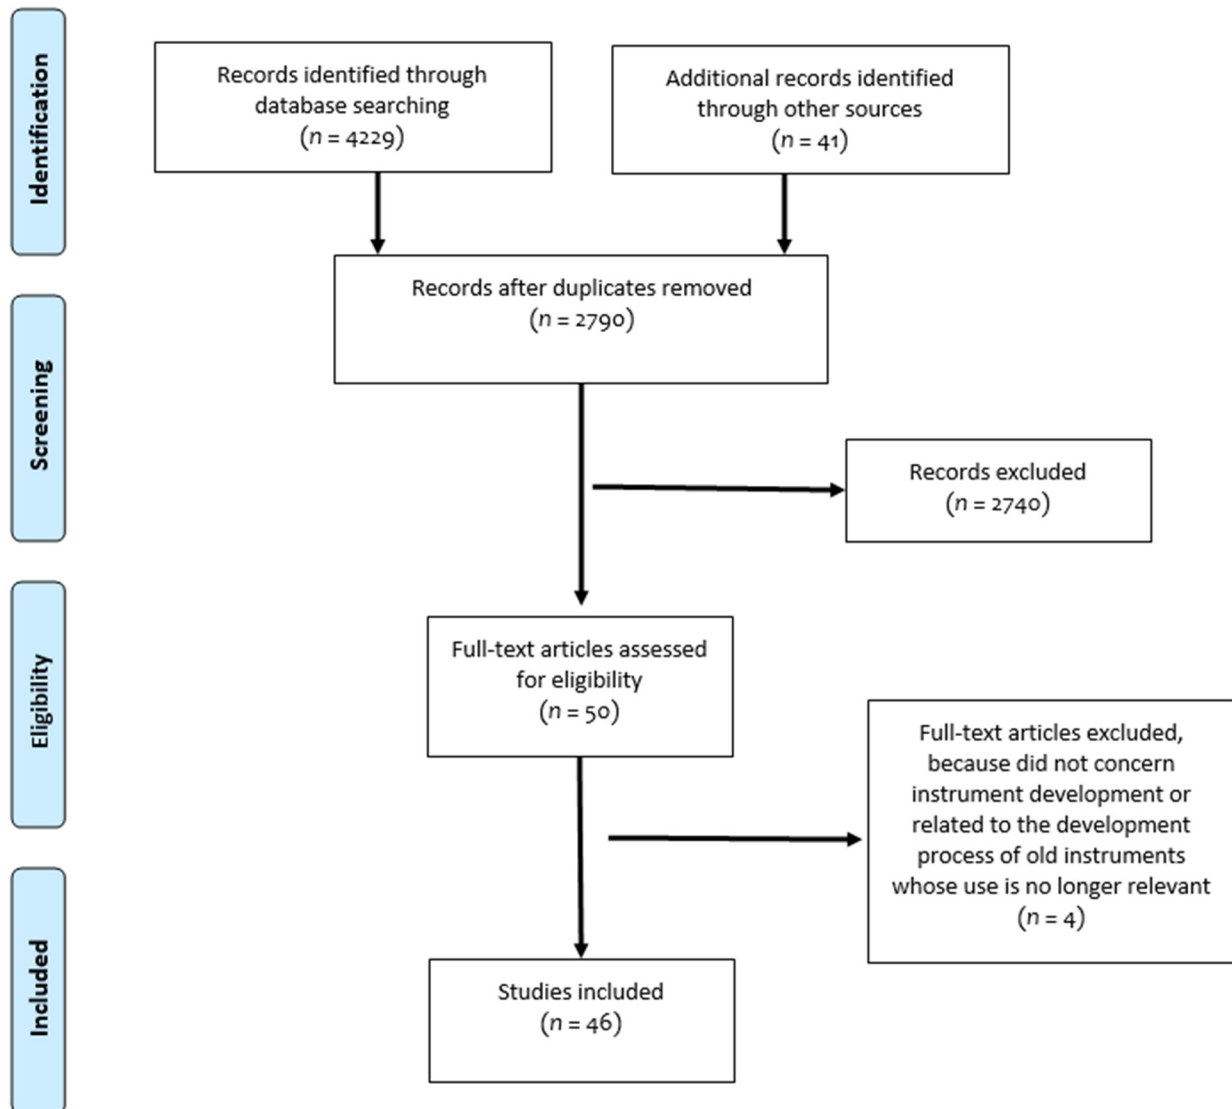 Identification
Records identified through
database searching
(n = 4229)
Additional records identified
through other sources
(n = 41)
Records after duplicates removed
(n = 2790)
Screening
Records excluded
(n = 2740)
Eligibility
Full-text articles assessed
for eligibility
(n = 50)
Full-text articles excluded,
because did not concern
instrument development or
related to the development
process of old instruments
whose use is no longer relevant
(n = 4)
Included
Studies included
(n = 46)